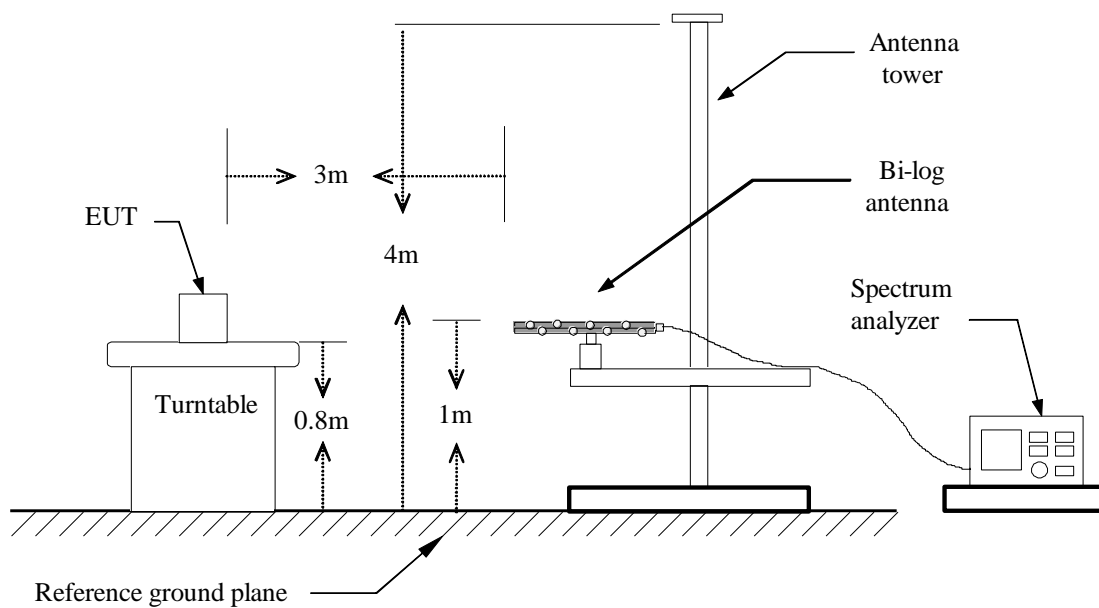 Antenna
tower
3m
Bi-log
antenna
EUT
4m
Spectrum
analyzer
Turntable
0.8m
1m
Reference ground plane